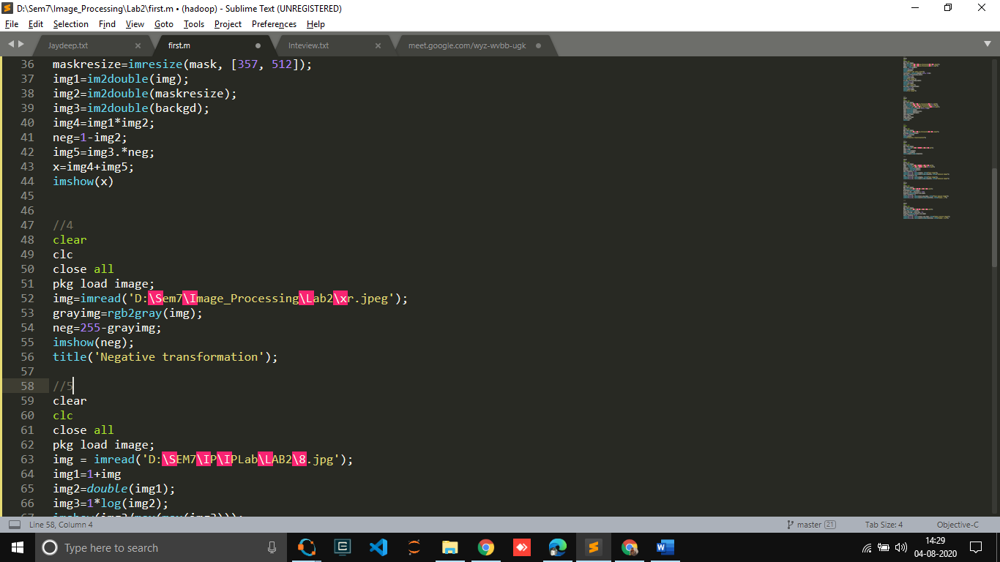 D:\Sem7\Image_Processing\Lab2\first.m • (hadoop) - Sublime Text (UNREGISTERED)
File Edit Selection Find View Goto Tools Project Preferences Help
Jaydeep.txt first.m Inteview.txt meet.google.com/wyz-wvbb-ugk
36 maskresize=imresize(mask, [357, 512]);
37 img1=im2double(img);
38 img2=im2double(maskresize);
39 img3=im2double(backgd);
40 img4=img1*img2;
41 neg=1-img2;
42 img5=img3.*neg;
43 x=img4+img5;
44 imshow(x)
45
46
47 //4
48 clear
49 clc
50 close all
51 pkg load image;
52 img=imread('D:\Sem7\Image_Processing\Lab2\xr.jpeg');
53 grayimg=rgb2gray(img);
54 neg=255-grayimg;
55 imshow(neg);
56 title('Negative transformation');
57
58 //5
59 clear
60 clc
61 close all
62 pkg load image;
63 img = imread('D:\SEM7\IP\IPLab\LAB2\8.jpg');
64 img1=1+img
65 img2=double(img1);
66 img3=1*log(img2);
67 imshow(img3/max(max(img3)));
Line 58, Column 4 master 21 Tab Size: 4 Objective-C
Type here to search
14:29
04-08-2020